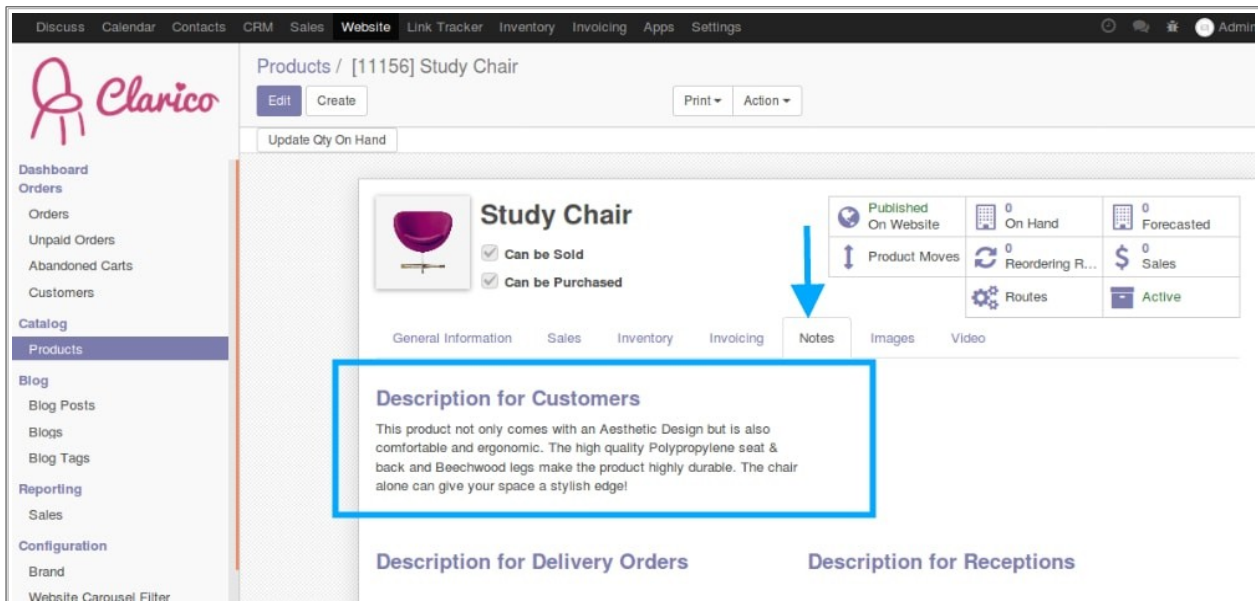 Discuss Calendar Contacts CRM Sales Website Link Tracker Inventory Invoicing Apps Settings Admin
Clarico
Products / [11156] Study Chair
Edit Create Print Action
Update Qty On Hand
Dashboard
Orders
Orders
Unpaid Orders
Abandoned Carts
Customers
Catalog
Products
Blog
Blog Posts
Blogs
Blog Tags
Reporting
Sales
Configuration
Brand
Website Carousel Filter
Study Chair
Can be Sold
Can be Purchased
Published
On Website
0
On Hand
0
Forecasted
Product Moves
0
Reordering R...
0
Sales
Routes
Active
General Information Sales Inventory Invoicing Notes Images Video
Description for Customers
This product not only comes with an Aesthetic Design but is also
comfortable and ergonomic. The high quality Polypropylene seat &
back and Beechwood legs make the product highly durable. The chair
alone can give your space a stylish edge!
Description for Delivery Orders
Description for Receptions